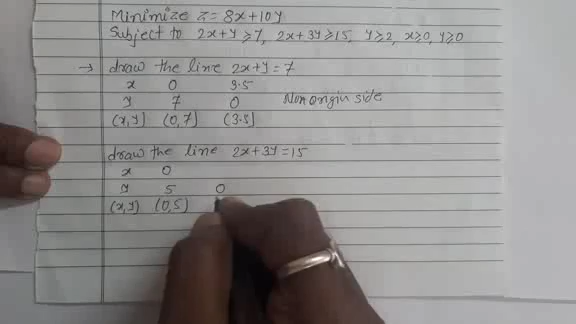 Minimize z = 8x+10y
Subject to 2x+y ≥ 7, 2x+3y ≥ 15, y ≥ 2, x ≥ 0, y ≥ 0
→ draw the line 2x+y = 7
x 0 3.5
y 7 0 Non origin side
(x,y) (0,7) (3.5)
draw the line 2x+3y = 15
x 0
y 5 0
(x,y) (0,5)